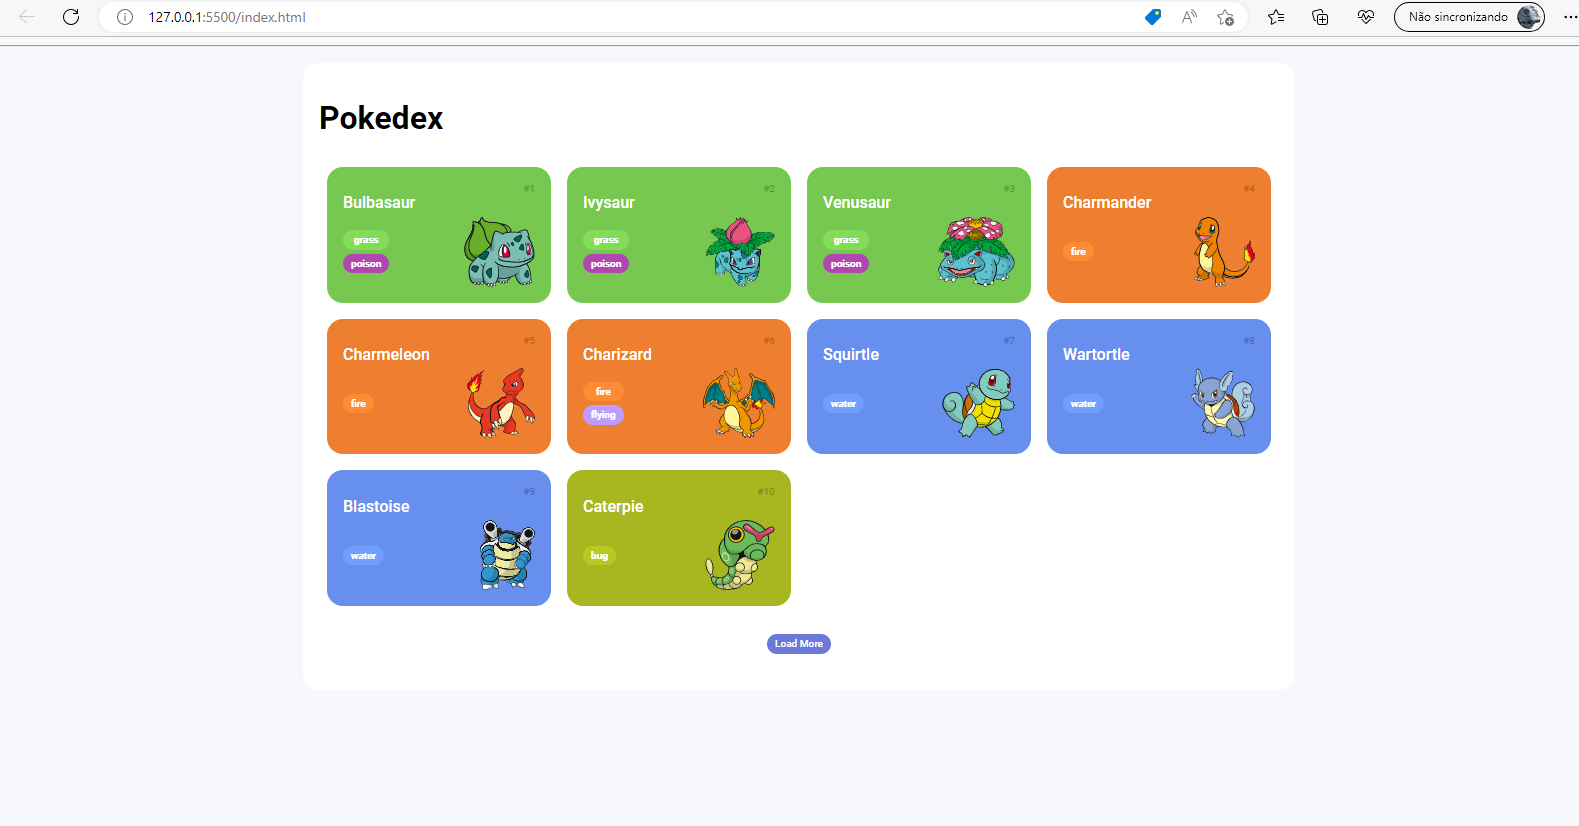 127.0.0.1:5500/index.html
Não sincronizando
Pokedex
#1
Bulbasaur
grass
poison
#2
Ivysaur
grass
poison
#3
Venusaur
grass
poison
#4
Charmander
fire
#5
Charmeleon
fire
#6
Charizard
fire
flying
#7
Squirtle
water
#8
Wartortle
water
#9
Blastoise
water
#10
Caterpie
bug
Load More